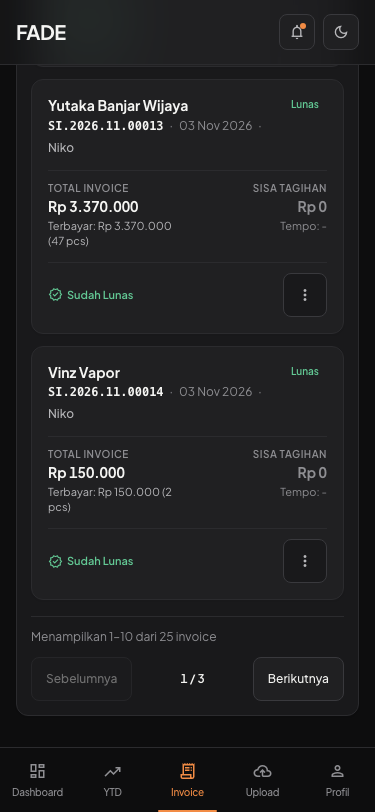 FADE
Yutaka Banjar Wijaya
Lunas
SI.2026.11.00013 · 03 Nov 2026 ·
Niko
TOTAL INVOICE
SISA TAGIHAN
Rp 3.370.000
Rp 0
Terbayar: Rp 3.370.000
(47 pcs)
Tempo: -
Sudah Lunas
Vinz Vapor
Lunas
SI.2026.11.00014 · 03 Nov 2026 ·
Niko
TOTAL INVOICE
SISA TAGIHAN
Rp 150.000
Rp 0
Terbayar: Rp 150.000 (2
pcs)
Tempo: -
Sudah Lunas
Menampilkan 1–10 dari 25 invoice
Sebelumnya
1 / 3
Berikutnya
Dashboard
YTD
Invoice
Upload
Profil